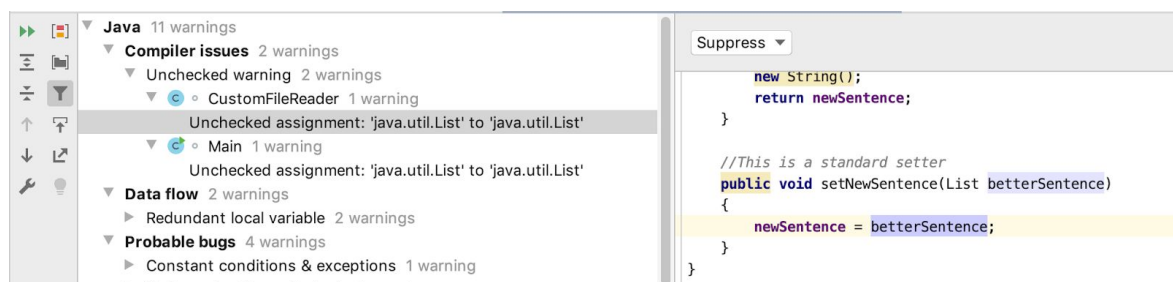 Java 11 warnings
Compiler issues 2 warnings
Unchecked warning 2 warnings
CustomFileReader 1 warning
Unchecked assignment: 'java.util.List' to 'java.util.List'
Main 1 warning
Unchecked assignment: 'java.util.List' to 'java.util.List'
Data flow 2 warnings
Redundant local variable 2 warnings
Probable bugs 4 warnings
Constant conditions & exceptions 1 warning
Suppress
new String();
return newSentence;
}
//This is a standard setter
public void setNewSentence(List betterSentence)
{
newSentence = betterSentence;
}
}